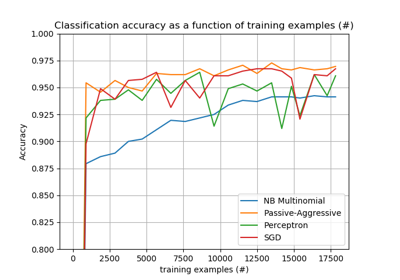 Classification accuracy as a function of training examples (#)
1.000
0.975
0.950
0.925
0.900
0.875
0.850
0.825
0.800
Accuracy
NB Multinomial
Passive-Aggressive
Perceptron
SGD
0 2500 5000 7500 10000 12500 15000 17500
training examples (#)